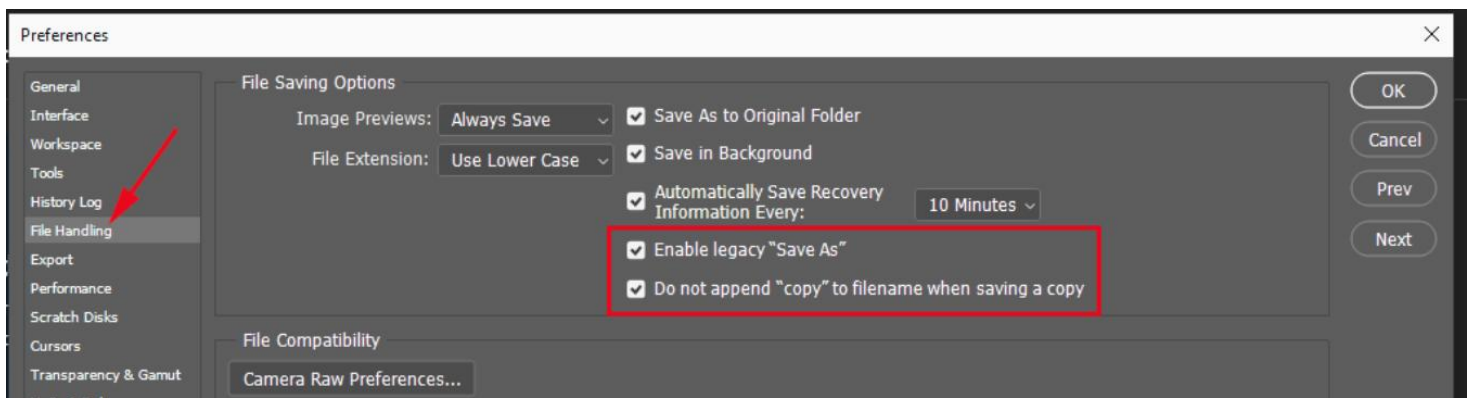 Preferences
General
Interface
Workspace
Tools
History Log
File Handling
Export
Performance
Scratch Disks
Cursors
Transparency & Gamut
File Saving Options
Image Previews: Always Save
File Extension: Use Lower Case
Save As to Original Folder
Save in Background
Automatically Save Recovery
Information Every: 10 Minutes
Enable legacy “Save As”
Do not append “copy” to filename when saving a copy
File Compatibility
Camera Raw Preferences...
OK
Cancel
Prev
Next